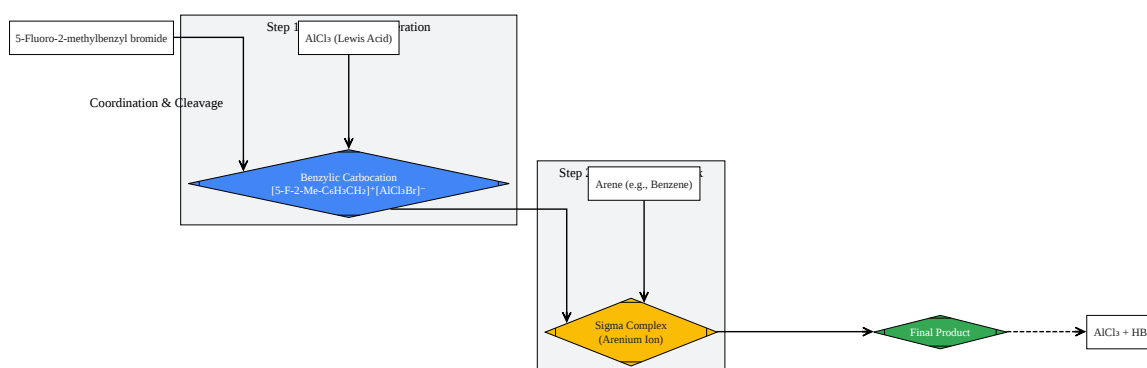 Step 1
5-Fluoro-2-methylbenzyl bromide
AlCl₃ (Lewis Acid)
Coordination & Cleavage
Benzylic Carbocation
[5-F-2-Me-C₆H₃CH₂]⁺[AlCl₃Br]⁻
Step 2
Arene (e.g., Benzene)
Sigma Complex
(Arenium Ion)
Final Product
AlCl₃ + HB